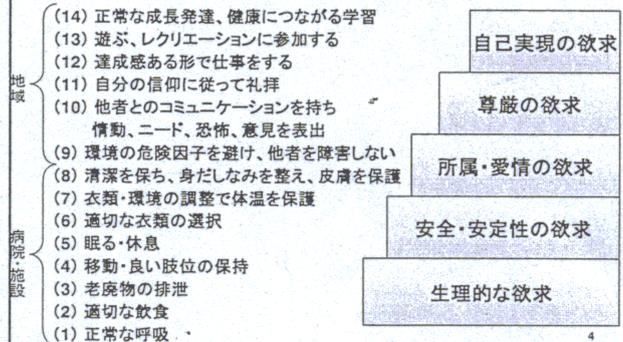 (14) 正常な成長発達、健康につながる学習
(13) 遊ぶ、レクリエーションに参加する
(12) 達成感ある形で仕事をする
(11) 自分の信仰に従って礼拝
(10) 他者とのコミュニケーションを持ち
情動、ニード、恐怖、意見を表出
(9) 環境の危険因子を避け、他者を障害しない
(8) 清潔を保ち、身だしなみを整え、皮膚を保護
(7) 衣類・環境の調整で体温を保護
(6) 適切な衣類の選択
(5) 眠る・休息
(4) 移動・良い肢位の保持
(3) 老廃物の排泄
(2) 適切な飲食
(1) 正常な呼吸
地域
病院・施設
自己実現の欲求
尊厳の欲求
所属・愛情の欲求
安全・安定性の欲求
生理的な欲求
4